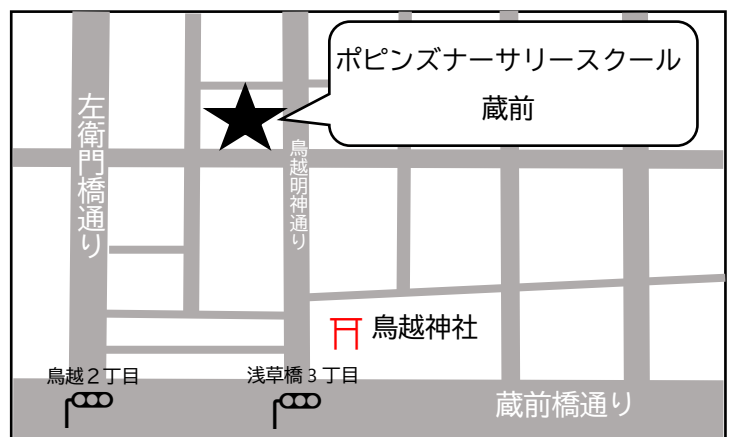 ポピンズナーサリースクール
蔵前
左衛門橋通り
鳥越明神通り
鳥越神社
鳥越2丁目
浅草橋3丁目
蔵前橋通り